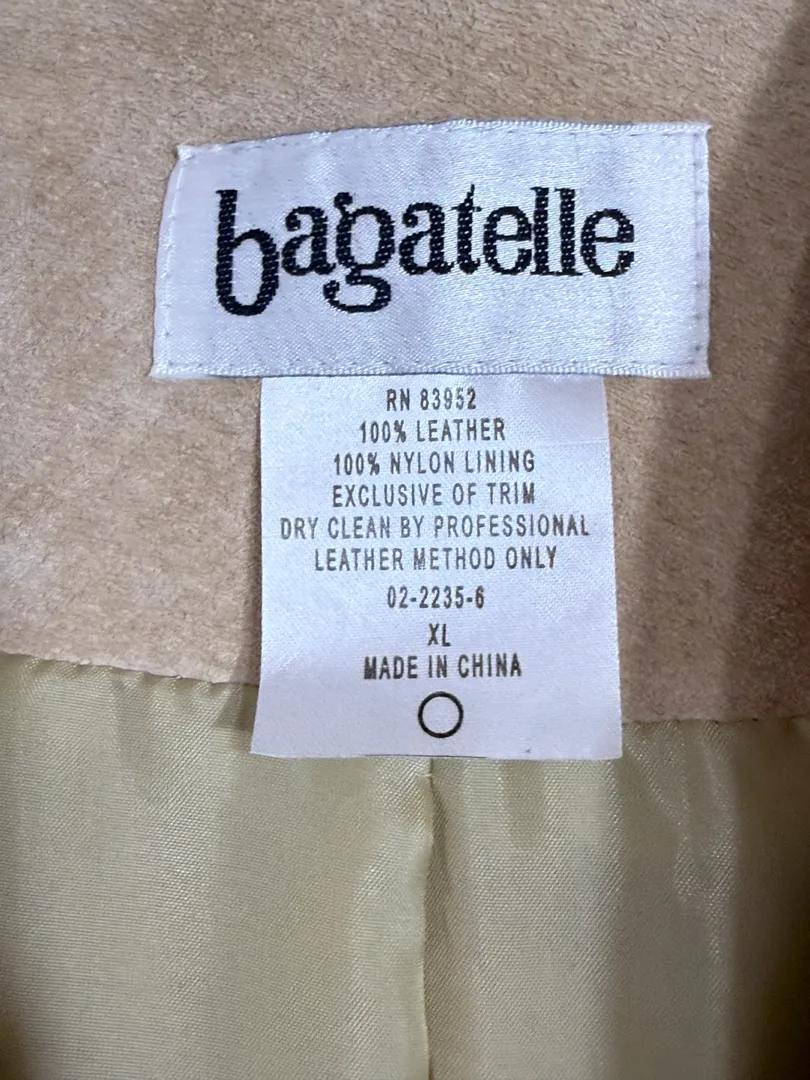 bagatelle
RN 83952
100% LEATHER
100% NYLON LINING
EXCLUSIVE OF TRIM
DRY CLEAN BY PROFESSIONAL
LEATHER METHOD ONLY
02-2235-6
XL
MADE IN CHINA